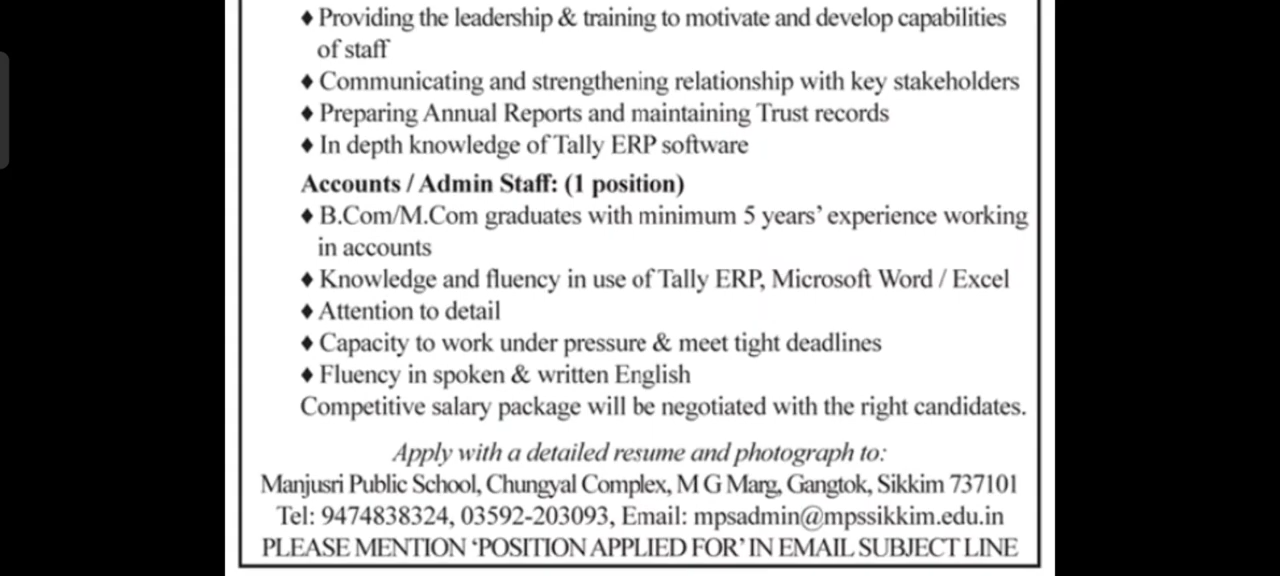 ♦ Providing the leadership & training to motivate and develop capabilities
of staff
♦ Communicating and strengthening relationship with key stakeholders
♦ Preparing Annual Reports and maintaining Trust records
♦ In depth knowledge of Tally ERP software
Accounts / Admin Staff: (1 position)
♦ B.Com/M.Com graduates with minimum 5 years' experience working
in accounts
♦ Knowledge and fluency in use of Tally ERP, Microsoft Word / Excel
♦ Attention to detail
♦ Capacity to work under pressure & meet tight deadlines
♦ Fluency in spoken & written English
Competitive salary package will be negotiated with the right candidates.
Apply with a detailed resume and photograph to:
Manjusri Public School, Chungyal Complex, M G Marg, Gangtok, Sikkim 737101
Tel: 9474838324, 03592-203093, Email: mpsadmin@mpssikkim.edu.in
PLEASE MENTION 'POSITION APPLIED FOR' IN EMAIL SUBJECT LINE